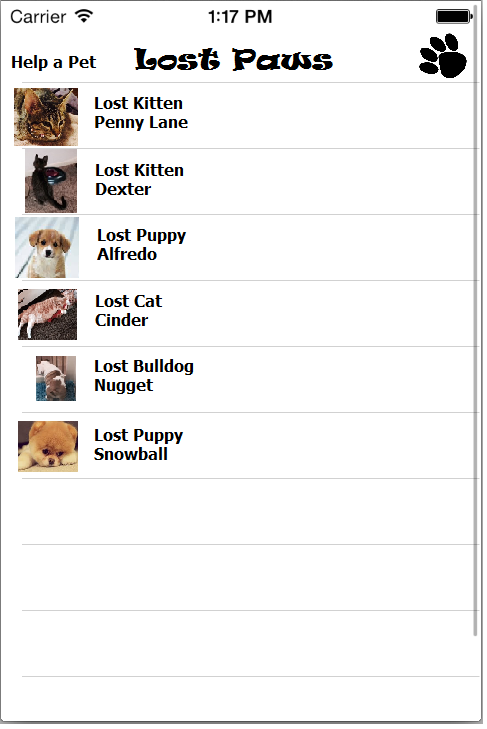 Carrier 1:17 PM
Help a Pet Lost Paws
Lost Kitten
Penny Lane
Lost Kitten
Dexter
Lost Puppy
Alfredo
Lost Cat
Cinder
Lost Bulldog
Nugget
Lost Puppy
Snowball